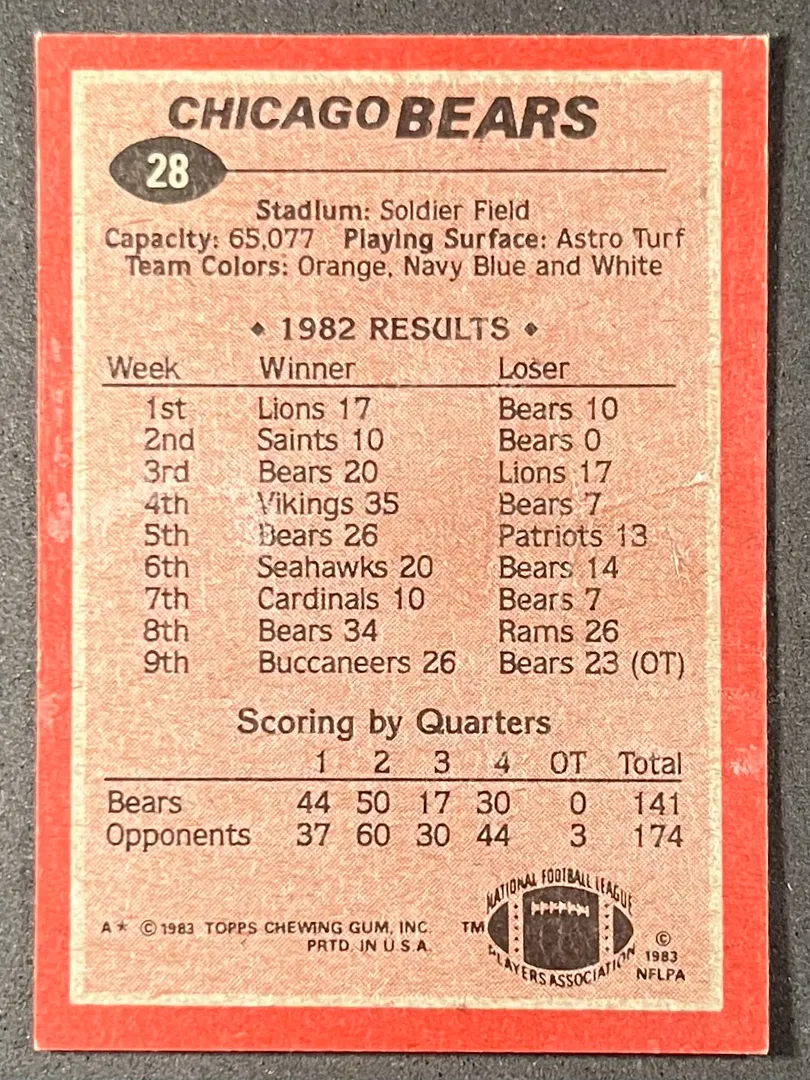 CHICAGO BEARS
28
Stadium: Soldier Field
Capacity: 65,077 Playing Surface: Astro Turf
Team Colors: Orange, Navy Blue and White
◆ 1982 RESULTS ◆
Week Winner Loser
1st Lions 17 Bears 10
2nd Saints 10 Bears 0
3rd Bears 20 Lions 17
4th Vikings 35 Bears 7
5th Bears 26 Patriots 13
6th Seahawks 20 Bears 14
7th Cardinals 10 Bears 7
8th Bears 34 Rams 26
9th Buccaneers 26 Bears 23 (OT)
Scoring by Quarters
1 2 3 4 OT Total
Bears 44 50 17 30 0 141
Opponents 37 60 30 44 3 174
A* © 1983 TOPPS CHEWING GUM, INC.
PRTD. IN U.S.A.
TM
NATIONAL FOOTBALL LEAGUE
PLAYERS ASSOCIATION
©
1983
NFLPA